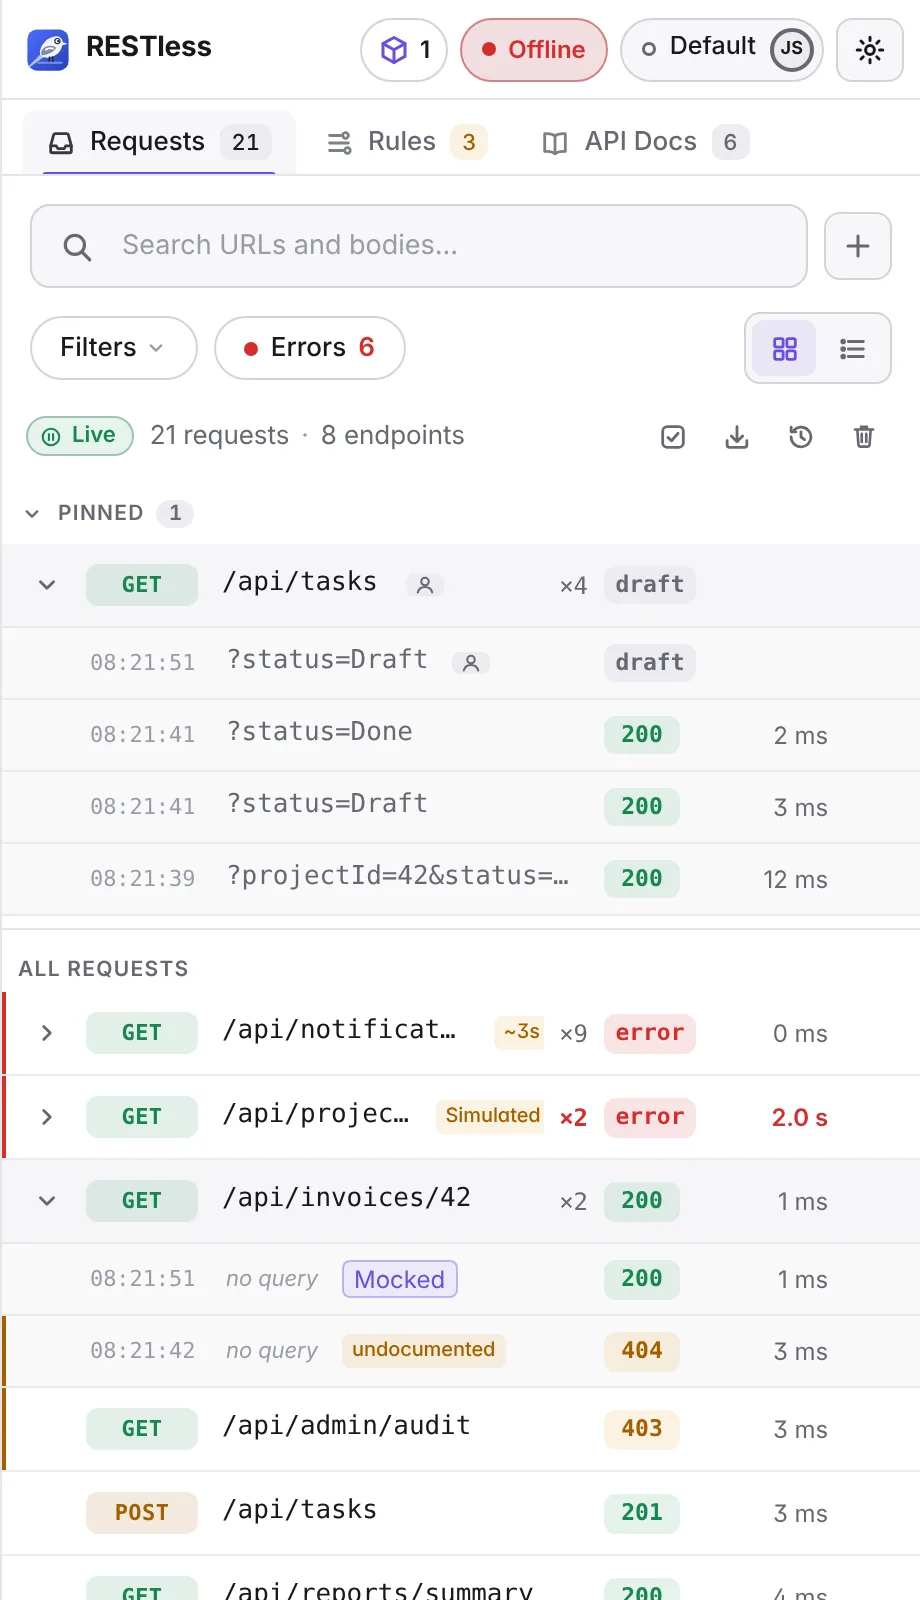 RESTless 1 Offline Default JS
Requests 21 Rules 3 API Docs 6
Search URLs and bodies...
Filters Errors 6
Live 21 requests · 8 endpoints
PINNED 1
GET /api/tasks ×4 draft
08:21:51 ?status=Draft draft
08:21:41 ?status=Done 200 2 ms
08:21:41 ?status=Draft 200 3 ms
08:21:39 ?projectId=42&status=… 200 12 ms
ALL REQUESTS
GET /api/notificat… ~3s ×9 error 0 ms
GET /api/projec… Simulated ×2 error 2.0 s
GET /api/invoices/42 ×2 200 1 ms
08:21:51 no query Mocked 200 1 ms
08:21:42 no query undocumented 404 3 ms
GET /api/admin/audit 403 3 ms
POST /api/tasks 201 3 ms
GET /api/reports/summary 200 4 ms